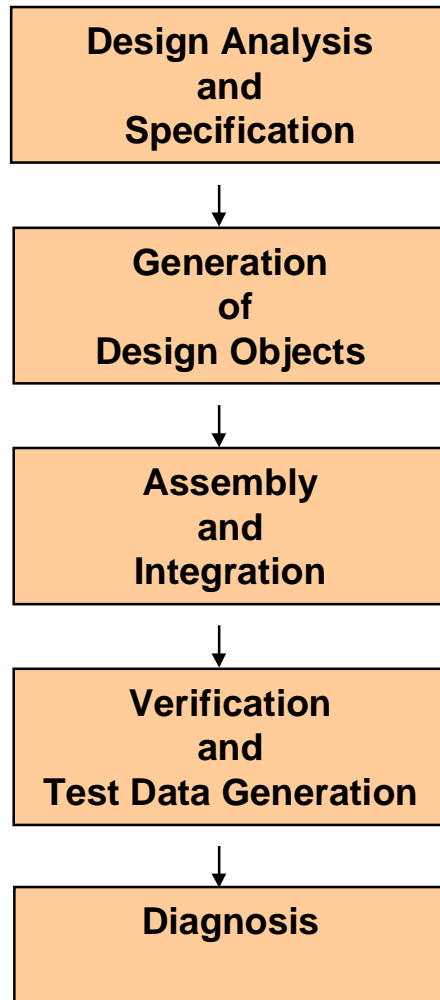 Design Analysis
and
Specification
Generation
of
Design Objects
Assembly
and
Integration
Verification
and
Test Data Generation
Diagnosis